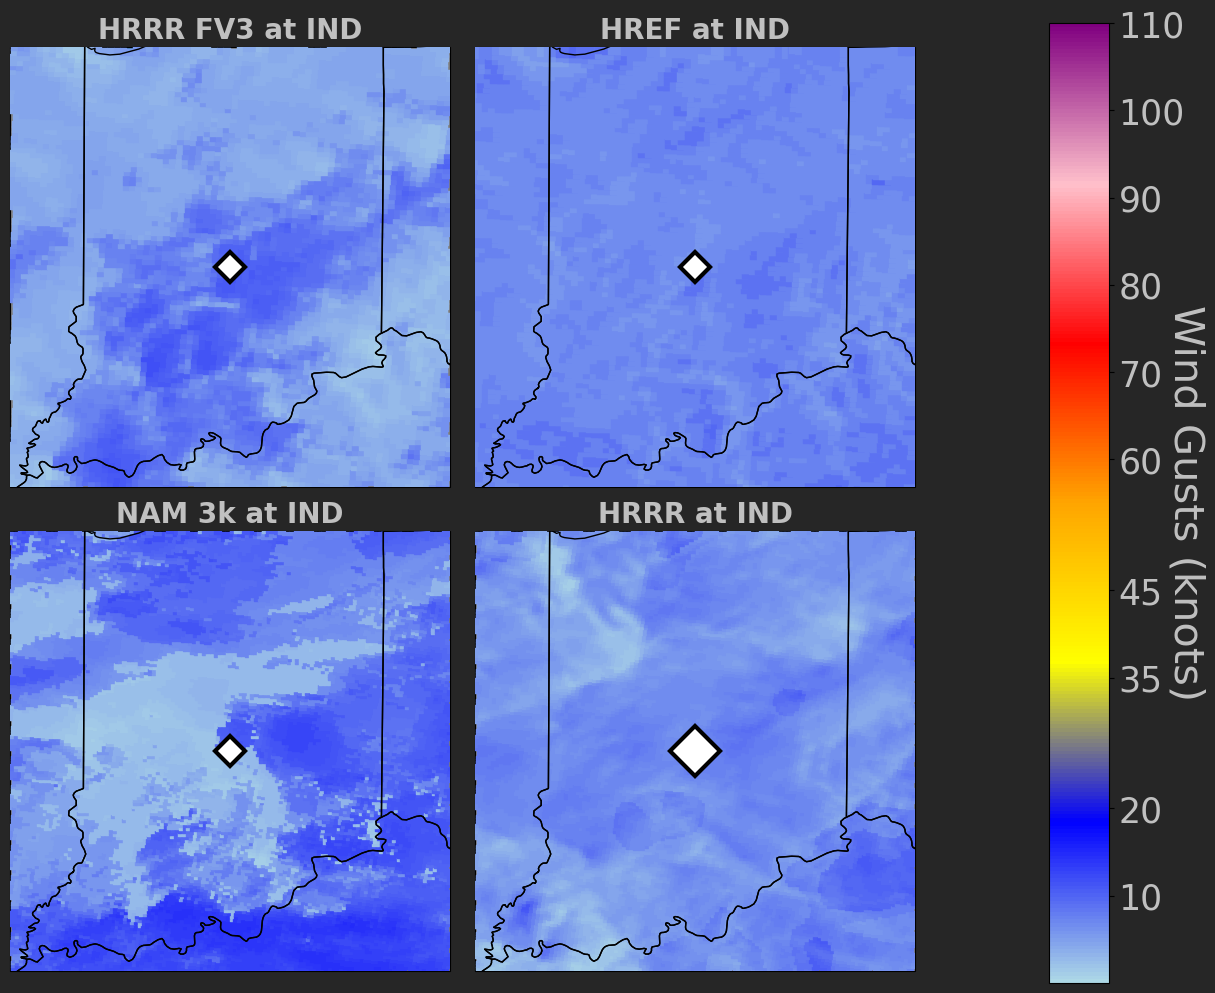 HRRR FV3 at IND
HREF at IND
NAM 3k at IND
HRRR at IND
110
100
90
80
70
60
45
35
20
10
Wind Gusts (knots)